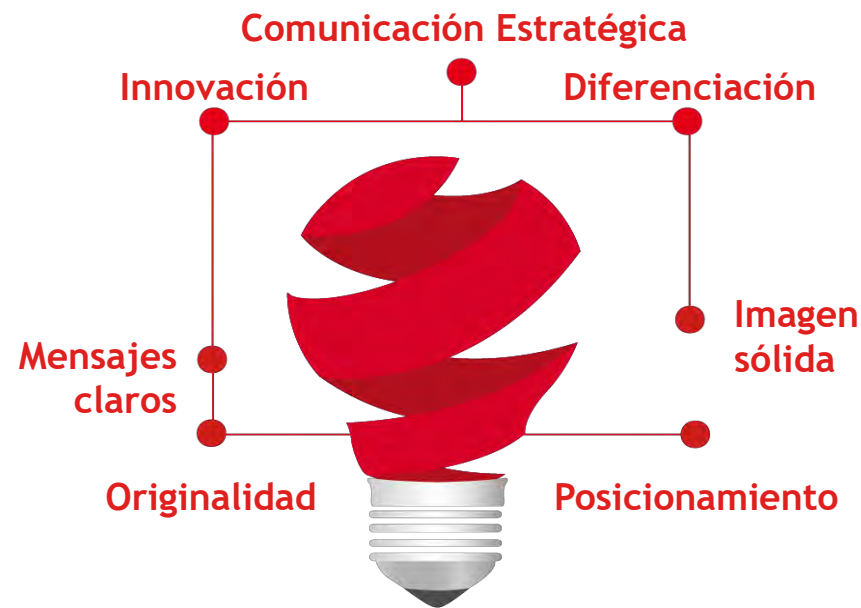 Comunicación Estratégica
Innovación
Diferenciación
Imagen
sólida
Mensajes
claros
Originalidad
Posicionamiento